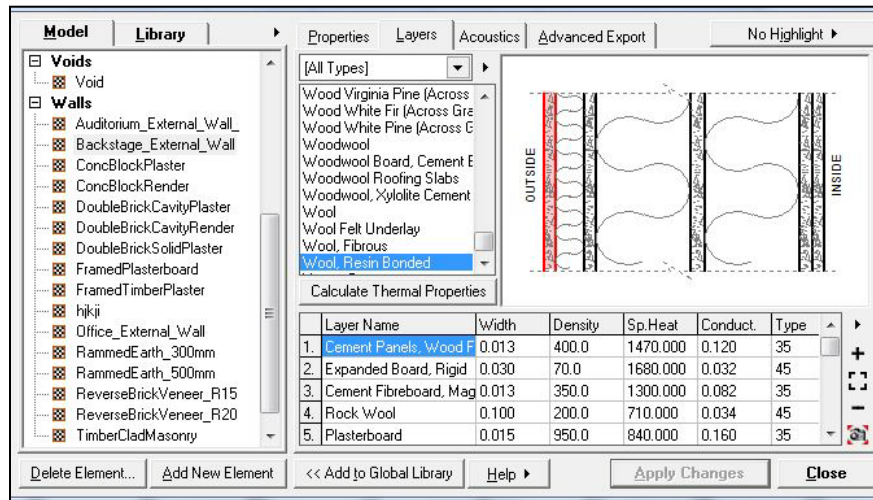 Model Library
Voids
Void
Walls
Auditorium_External_Wall_
Backstage_External_Wall
ConcBlockPlaster
ConcBlockRender
DoubleBrickCavityPlaster
DoubleBrickCavityRender
DoubleBrickSolidPlaster
FramedPlasterboard
FramedTimberPlaster
hjkji
Office_External_Wall
RammedEarth_300mm
RammedEarth_500mm
ReverseBrickVeneer_R15
ReverseBrickVeneer_R20
TimberCladMasonry
Delete Element... Add New Element
Properties Layers Acoustics Advanced Export No Highlight
[All Types]
Wood Virginia Pine (Across
Wood White Fir (Across Gra
Wood White Pine (Across G
Woodwool
Woodwool Board, Cement B
Woodwool Roofing Slabs
Woodwool, Xylolite Cement
Wool
Wool Felt Underlay
Wool, Fibrous
Wool, Resin Bonded
Calculate Thermal Properties
OUTSIDE
INSIDE
Layer Name Width Density Sp.Heat Conduct. Type
1. Cement Panels, Wood F 0.013 400.0 1470.000 0.120 35
2. Expanded Board, Rigid 0.030 70.0 1680.000 0.032 45
3. Cement Fibreboard, Mag 0.013 350.0 1300.000 0.082 35
4. Rock Wool 0.100 200.0 710.000 0.034 45
5. Plasterboard 0.015 950.0 840.000 0.160 35
<< Add to Global Library Help Apply Changes Close